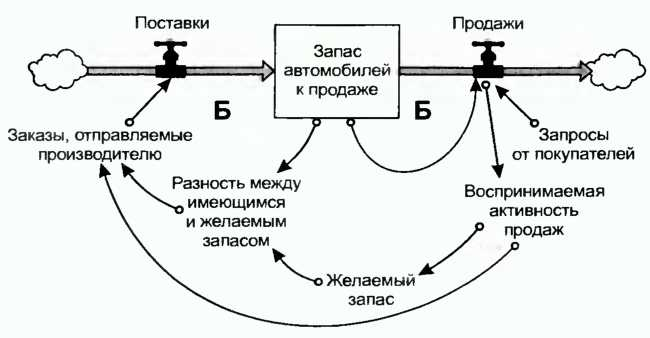 Поставки
Продажи
Запас
автомобилей
к продаже
Б
Б
Заказы, отправляемые
производителю
Запросы
от покупателей
Разность между
имеющимся
и желаемым
запасом
Воспринимаемая
активность
продаж
Желаемый
запас